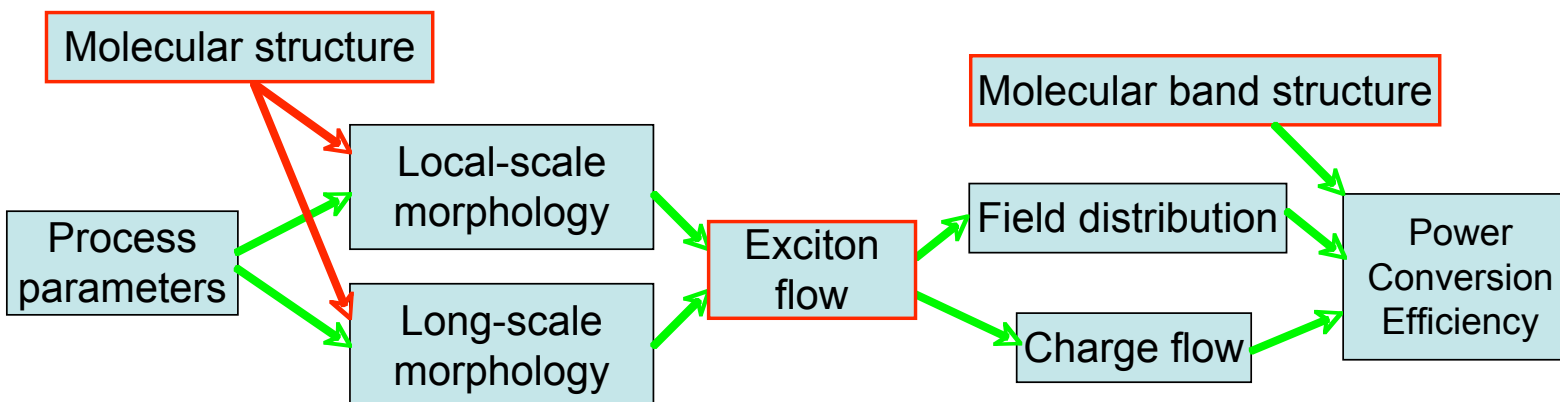 Molecular structure
Molecular band structure
Local-scale
morphology
Process
parameters
Long-scale
morphology
Exciton
flow
Field distribution
Charge flow
Power
Conversion
Efficiency